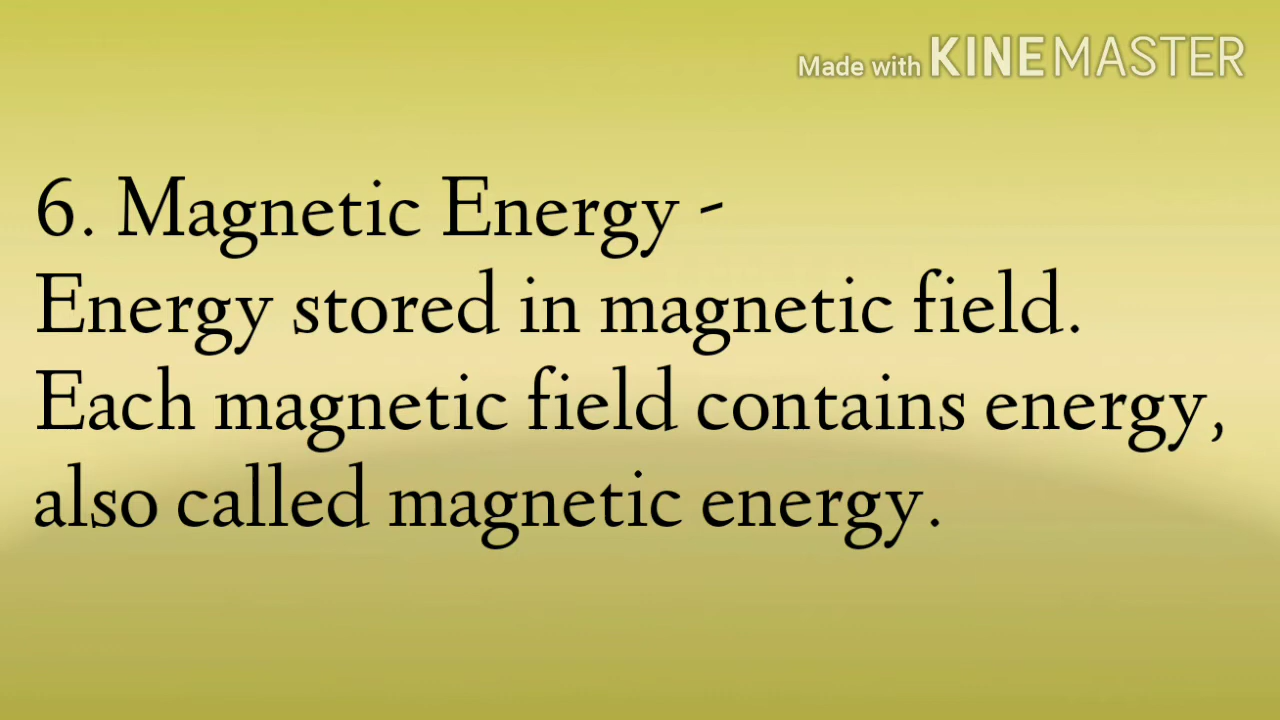 Made with KINEMASTER
6. Magnetic Energy -
Energy stored in magnetic field.
Each magnetic field contains energy,
also called magnetic energy.